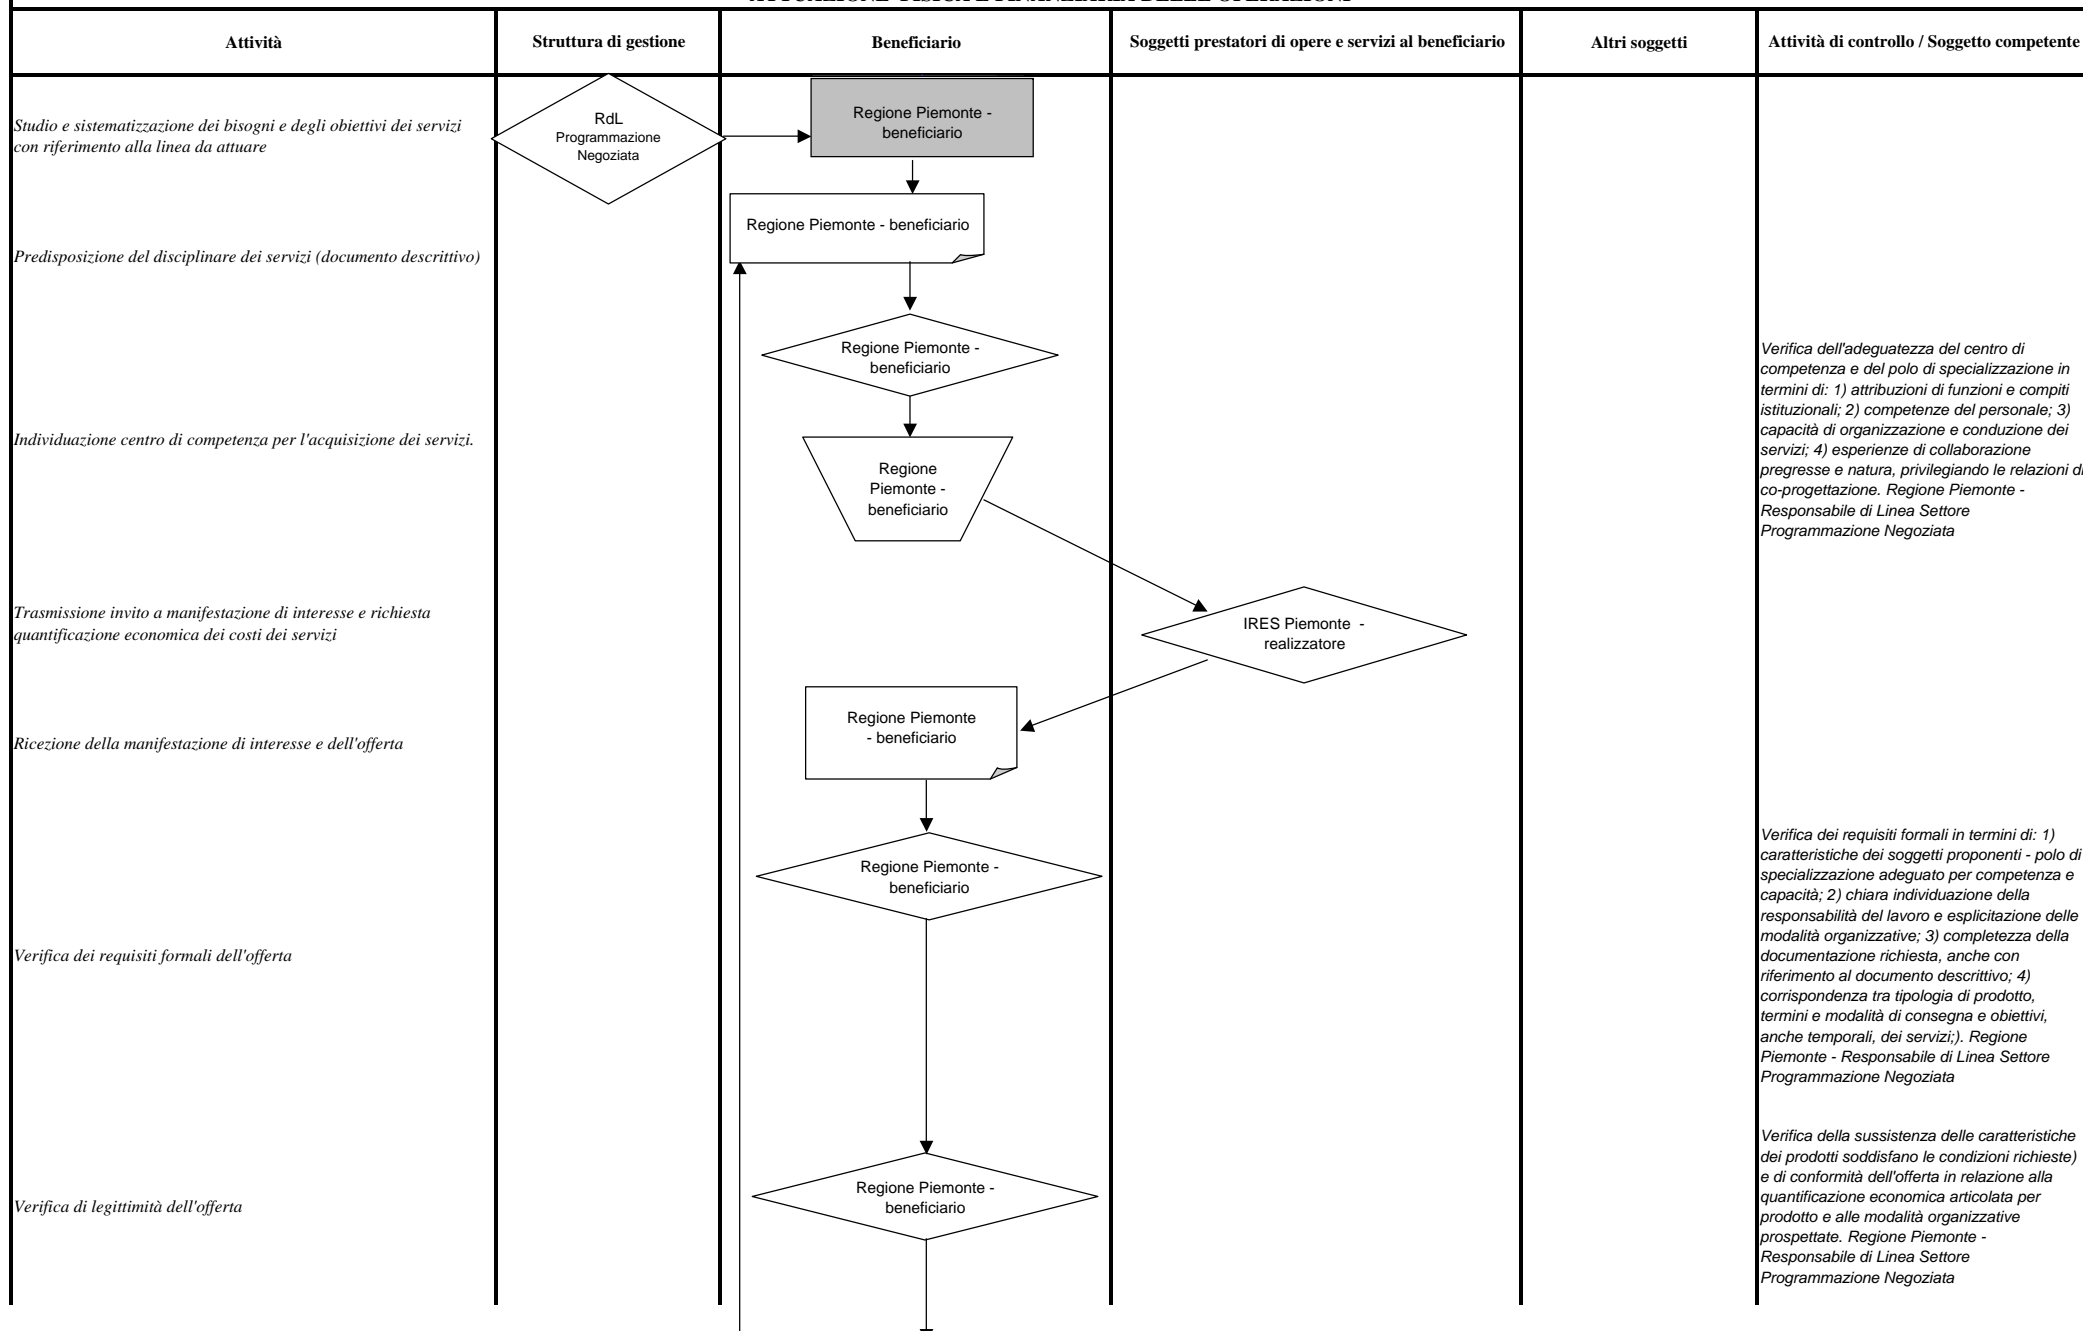 ATTUAZIONE FISICA E FINANZIARIA DELLE OPERAZIONI
Attività
Struttura di gestione
Beneficiario
Soggetti prestatori di opere e servizi al beneficiario
Altri soggetti
Attività di controllo / Soggetto competente
Studio e sistematizzazione dei bisogni e degli obiettivi dei servizi
con riferimento alla linea da attuare
RdL
Programmazione
Negoziata
Regione Piemonte -
beneficiario
Predisposizione del disciplinare dei servizi (documento descrittivo)
Regione Piemonte - beneficiario
Regione Piemonte -
beneficiario
Individuazione centro di competenza per l'acquisizione dei servizi.
Regione
Piemonte -
beneficiario
Verifica dell'adeguatezza del centro di
competenza e del polo di specializzazione in
termini di: 1) attribuzioni di funzioni e compiti
istituzionali; 2) competenze del personale; 3)
capacità di organizzazione e conduzione dei
servizi; 4) esperienze di collaborazione
pregresse e natura, privilegiando le relazioni di
co-progettazione. Regione Piemonte -
Responsabile di Linea Settore
Programmazione Negoziata
Trasmissione invito a manifestazione di interesse e richiesta
quantificazione economica dei costi dei servizi
IRES Piemonte -
realizzatore
Ricezione della manifestazione di interesse e dell'offerta
Regione Piemonte
- beneficiario
Verifica dei requisiti formali dell'offerta
Regione Piemonte -
beneficiario
Verifica dei requisiti formali in termini di: 1)
caratteristiche dei soggetti proponenti - polo di
specializzazione adeguato per competenza e
capacità; 2) chiara individuazione della
responsabilità del lavoro e esplicitazione delle
modalità organizzative; 3) completezza della
documentazione richiesta, anche con
riferimento al documento descrittivo; 4)
corrispondenza tra tipologia di prodotto,
termini e modalità di consegna e obiettivi,
anche temporali, dei servizi;). Regione
Piemonte - Responsabile di Linea Settore
Programmazione Negoziata
Verifica di legittimità dell'offerta
Regione Piemonte -
beneficiario
Verifica della sussistenza delle caratteristiche
dei prodotti soddisfano le condizioni richieste)
e di conformità dell'offerta in relazione alla
quantificazione economica articolata per
prodotto e alle modalità organizzative
prospettate. Regione Piemonte -
Responsabile di Linea Settore
Programmazione Negoziata